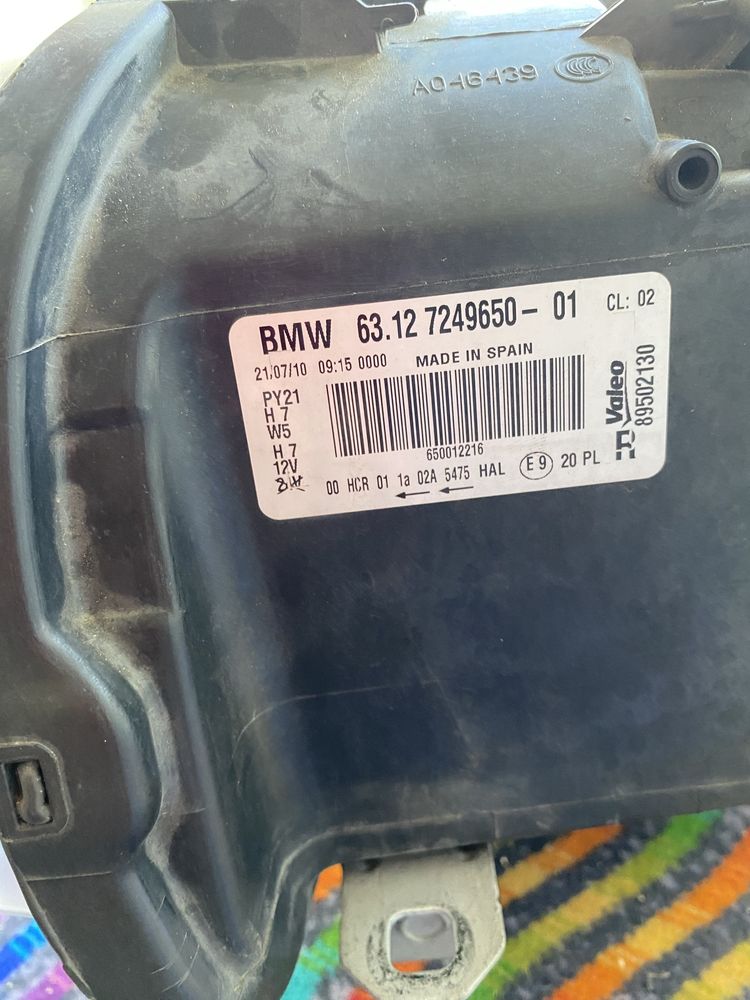 A046439 CCC
BMW 63.12 7249650- 01 CL: 02
21/07/10 09:15 0000 MADE IN SPAIN
PY21
H 7
W5
H 7
12V
650012216
00 HCR 01 1a 02A 5475 HAL E9 20 PL
Valeo
89502130